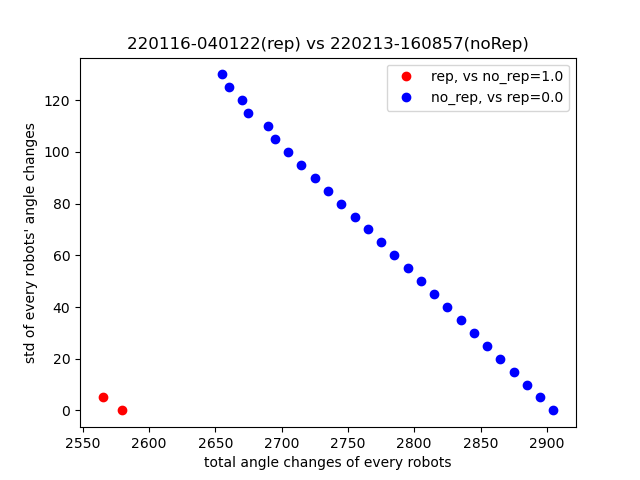 220116-040122(rep) vs 220213-160857(noRep)
rep, vs no_rep=1.0
no_rep, vs rep=0.0
std of every robots' angle changes
120
100
80
60
40
20
0
2550 2600 2650 2700 2750 2800 2850 2900
total angle changes of every robots